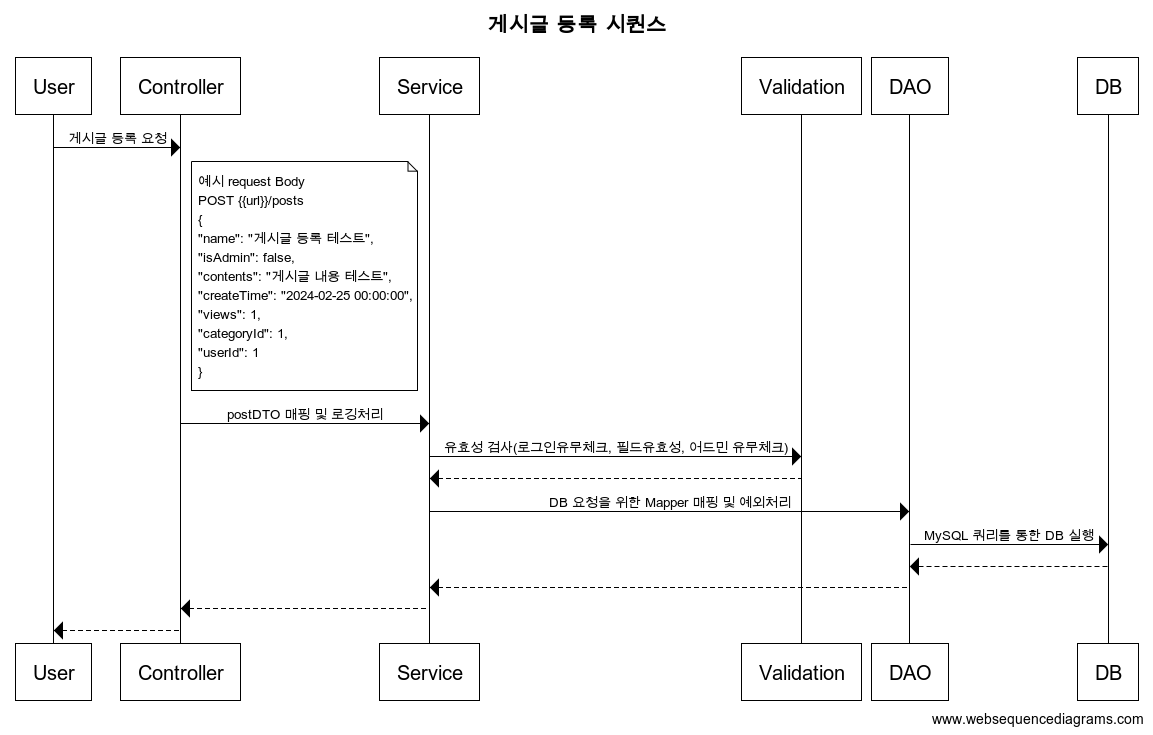 게시글 등록 시퀀스
User
Controller
Service
Validation
DAO
DB
게시글 등록 요청
예시 request Body
POST {{url}}/posts
{
"name": "게시글 등록 테스트",
"isAdmin": false,
"contents": "게시글 내용 테스트",
"createTime": "2024-02-25 00:00:00",
"views": 1,
"categoryId": 1,
"userId": 1
}
postDTO 매핑 및 로깅처리
유효성 검사(로그인유무체크, 필드유효성, 어드민 유무체크)
DB 요청을 위한 Mapper 매핑 및 예외처리
MySQL 쿼리를 통한 DB 실행
User
Controller
Service
Validation
DAO
DB
www.websequencediagrams.com